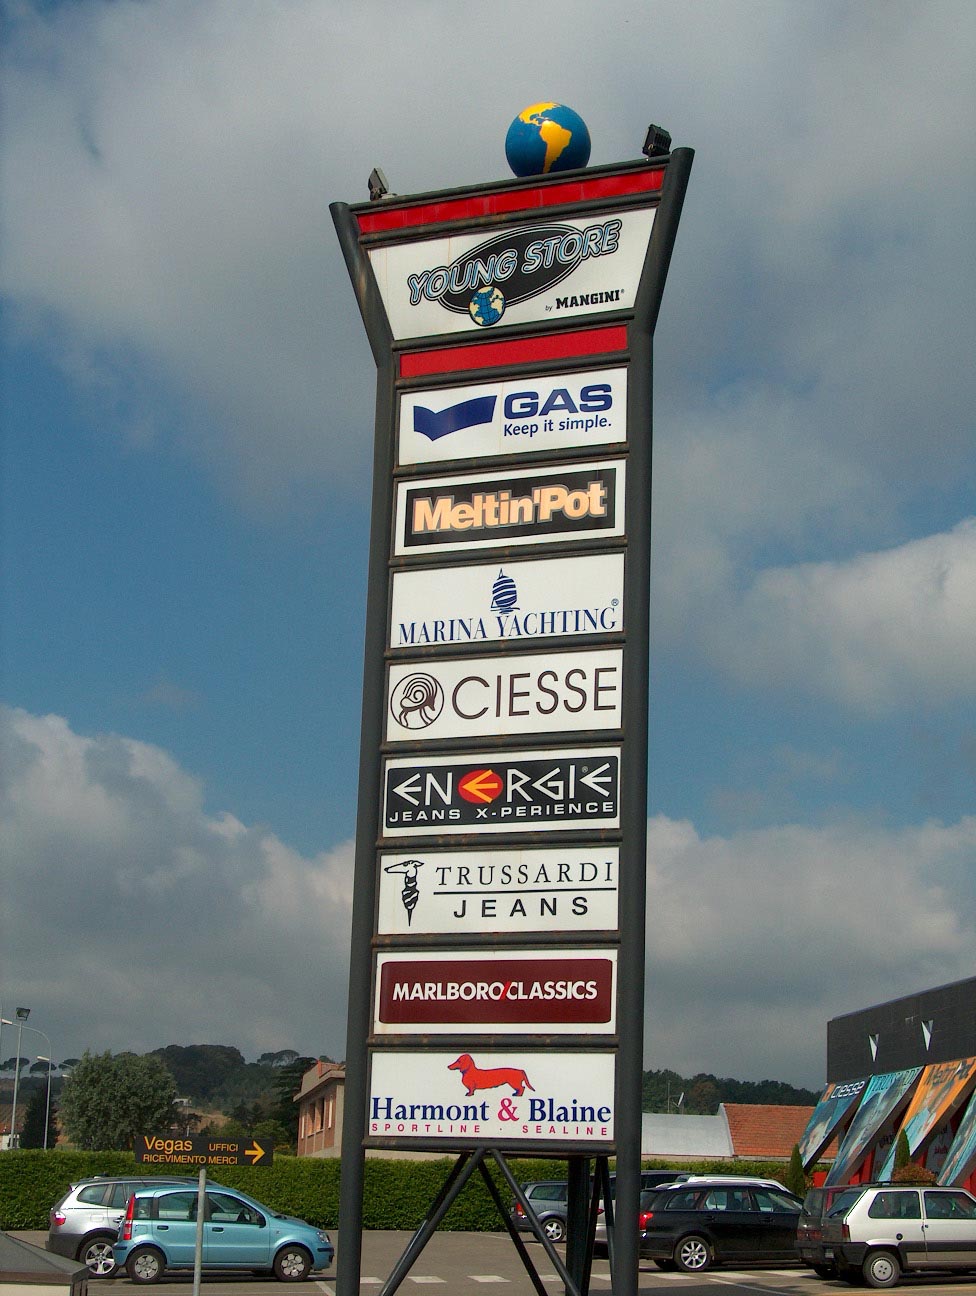 YOUNG STORE
by MANGINI®
GAS
Keep it simple.
Meltin'Pot
MARINA YACHTING®
CIESSE
ENERGIE®
JEANS X-PERIENCE
TRUSSARDI
JEANS
MARLBORO CLASSICS
Harmont & Blaine
SPORTLINE · SEALINE
Vegas UFFICI
RICEVIMENTO MERCI
CIESSE